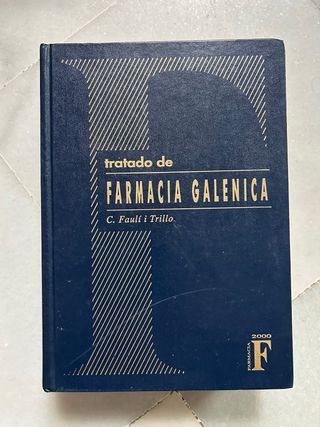 tratado de
FARMACIA GALENICA
C. Faulí i Trillo
2000
FARMACIA
F